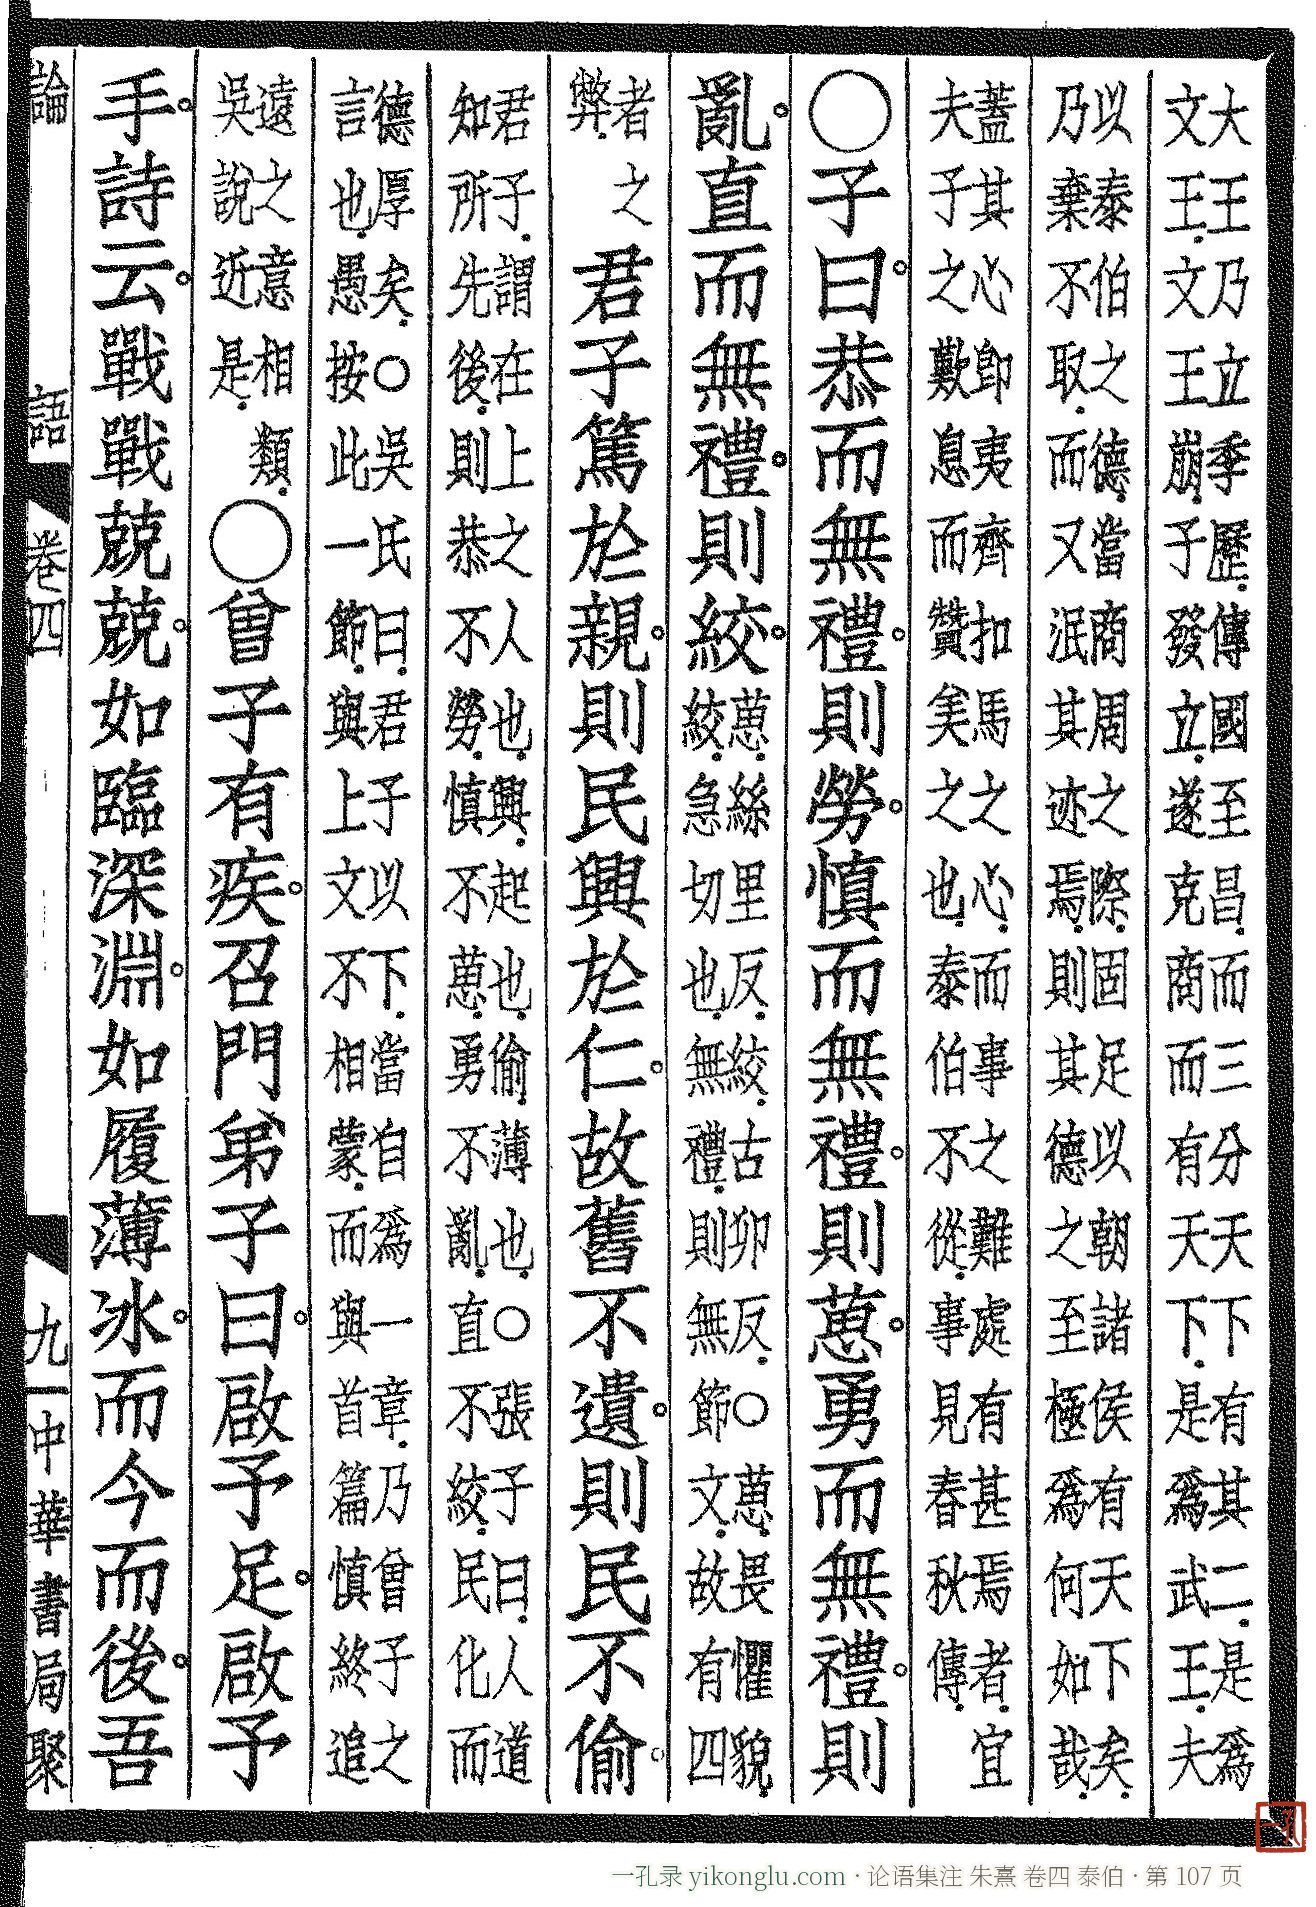 大王乃立季歷。傳國至昌。而三分天下有其二。是爲
文王。文王崩。子發立。遂克商而有天下。是爲武王。夫
以泰伯之德。當商周之際。固足以朝諸侯有天下矣。
乃棄不取。而又泯其迹焉。則其德之至極爲何如哉。
蓋其心卽夷齊扣馬之心。而事之難處有甚焉者。宜
夫子之歎息而贊美之也。泰伯不從。事見春秋傳。
○子曰。恭而無禮。則勞。慎而無禮。則葸。勇而無禮。則
亂。直而無禮。則絞。
葸。絲里反。絞。古卯反。○葸。畏懼貌。
絞。急切也。無禮。則無節文。故有四
者之
弊。
君子篤於親。則民興於仁。故舊不遺。則民不偷。
君子。謂在上之人也。興。起也。偷。薄也。○張子曰。人道
知所先後。則恭不勞。慎不葸。勇不亂。直不絞。民化而
德厚矣。○吳氏曰。君子以下。當自爲一章。乃曾子之
言也。愚按此一節。與上文不相蒙。而與首篇慎終追
遠之意相類。
吳說近是。
○曾子有疾。召門弟子曰。啟予足。啟予
手。詩云。戰戰兢兢。如臨深淵。如履薄冰。而今而後。吾
論語 卷四 九 中華書局聚
一孔录 yikonglu.com · 论语集注 朱熹 卷四 泰伯 · 第 107 页